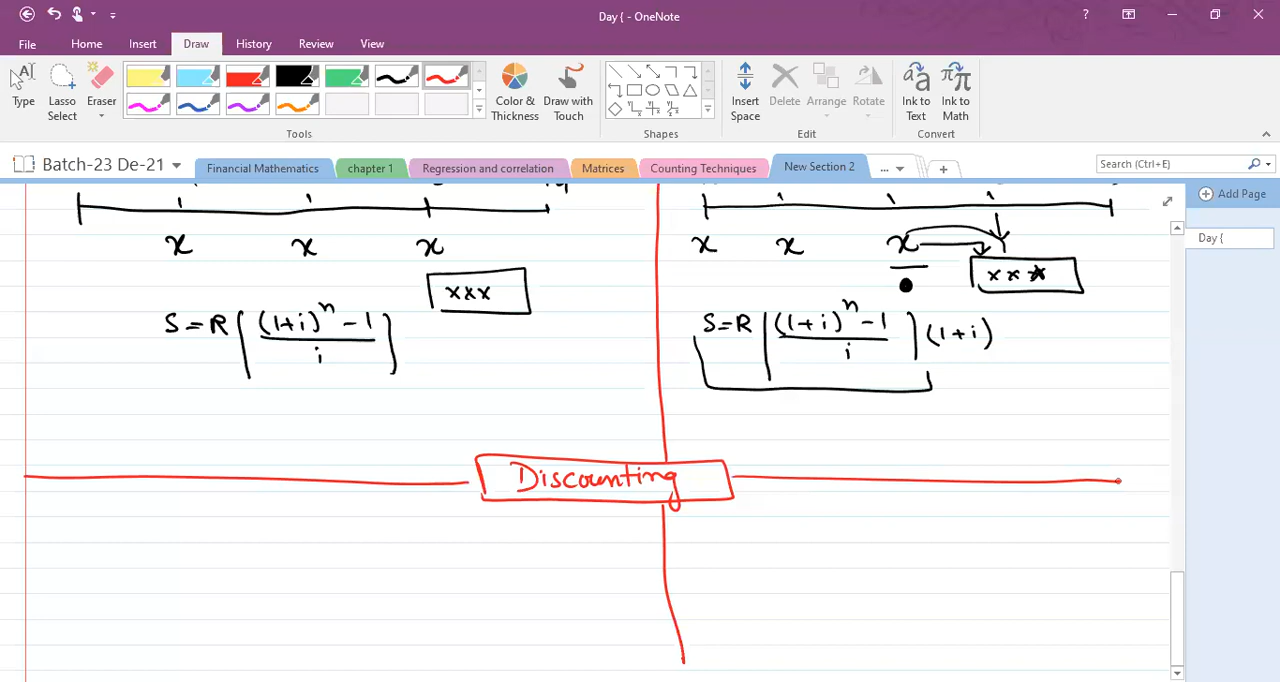 Day { - OneNote
?
File Home Insert Draw History Review View
Type
Lasso Select
Eraser
Color & Thickness
Draw with Touch
Insert Space
Delete
Arrange
Rotate
Ink to Text
Ink to Math
Tools
Shapes
Edit
Convert
Batch-23 De-21
Financial Mathematics
chapter 1
Regression and correlation
Matrices
Counting Techniques
New Section 2
...
Search (Ctrl+E)
Add Page
Day {
x x x
xxx
S=R[((1+i)^n - 1)/i]
x x x
xxx
S=R[((1+i)^n - 1)/i](1+i)
Discounting